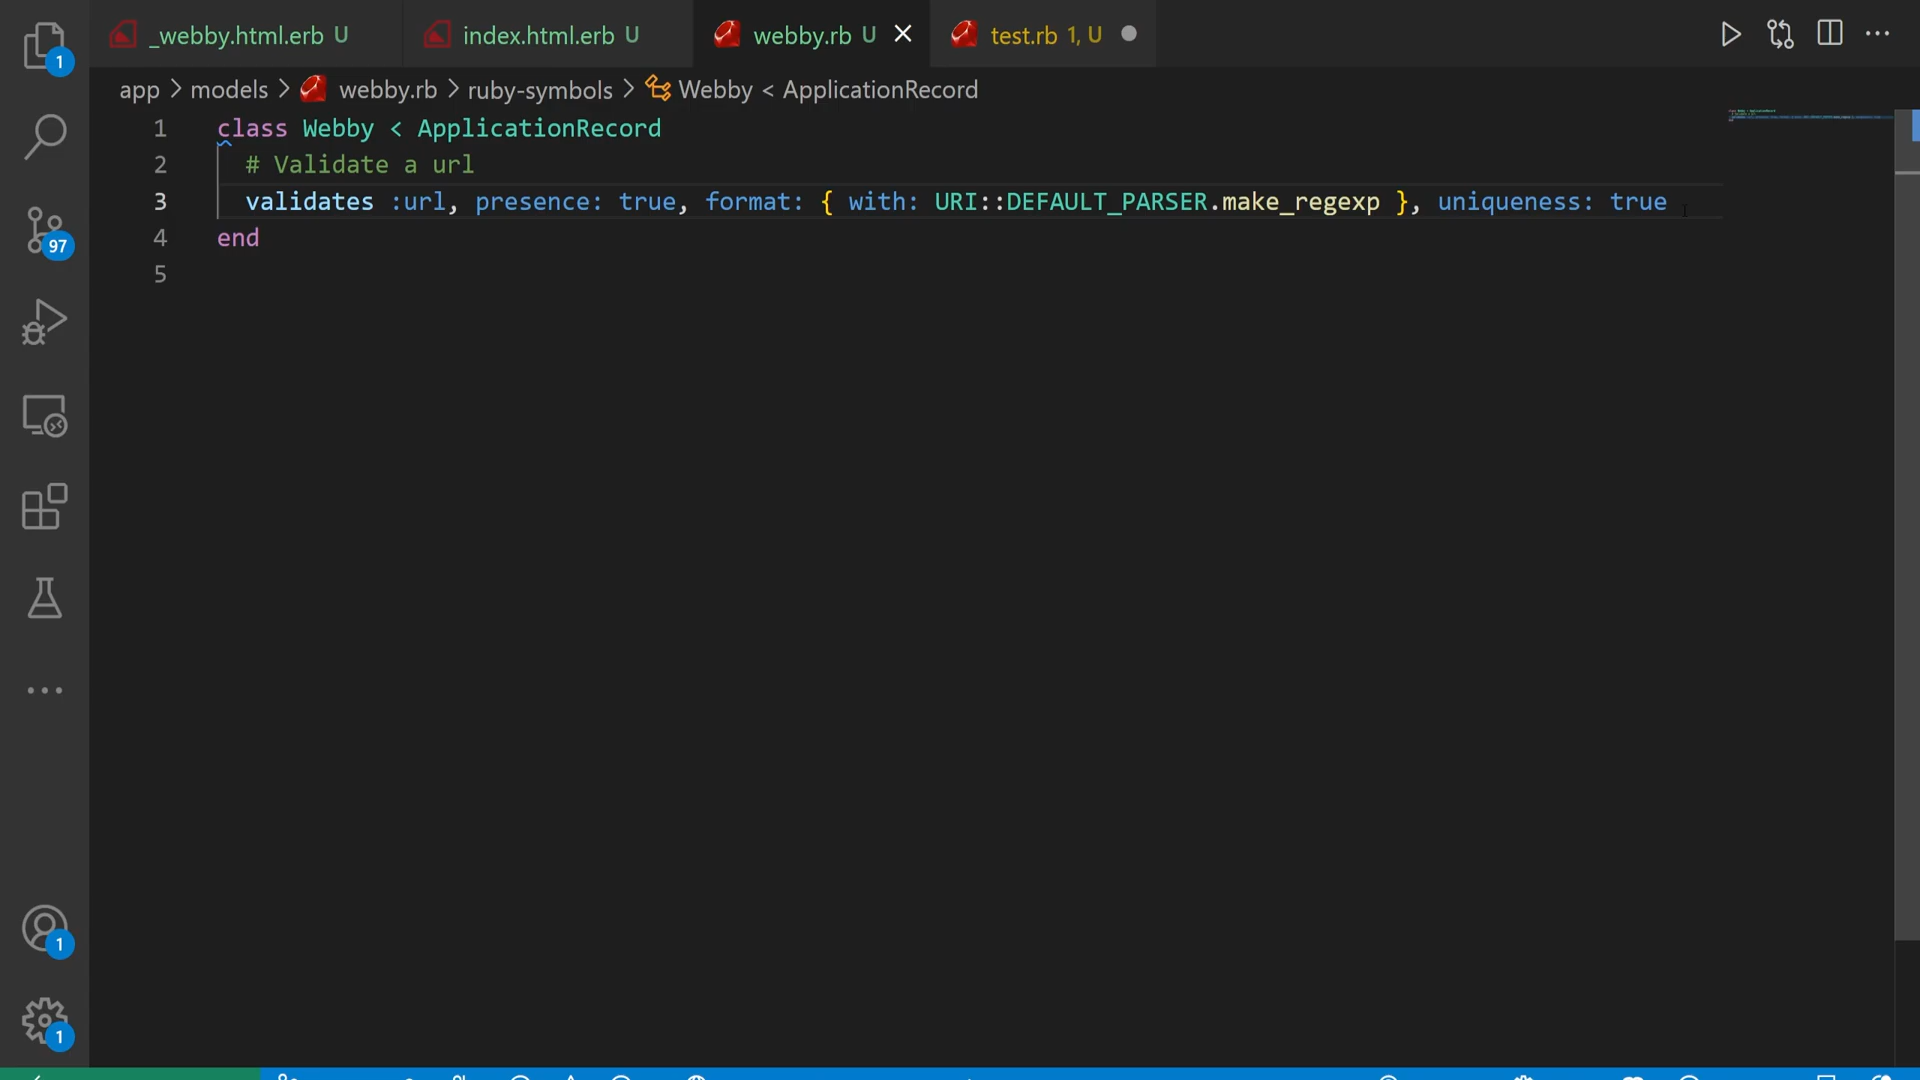 _webby.html.erb U
index.html.erb U
webby.rb U
test.rb 1, U
app > models > webby.rb > ruby-symbols > Webby < ApplicationRecord
1 class Webby < ApplicationRecord
2 # Validate a url
3 validates :url, presence: true, format: { with: URI::DEFAULT_PARSER.make_regexp }, uniqueness: true
4 end
5
1
97
1
1